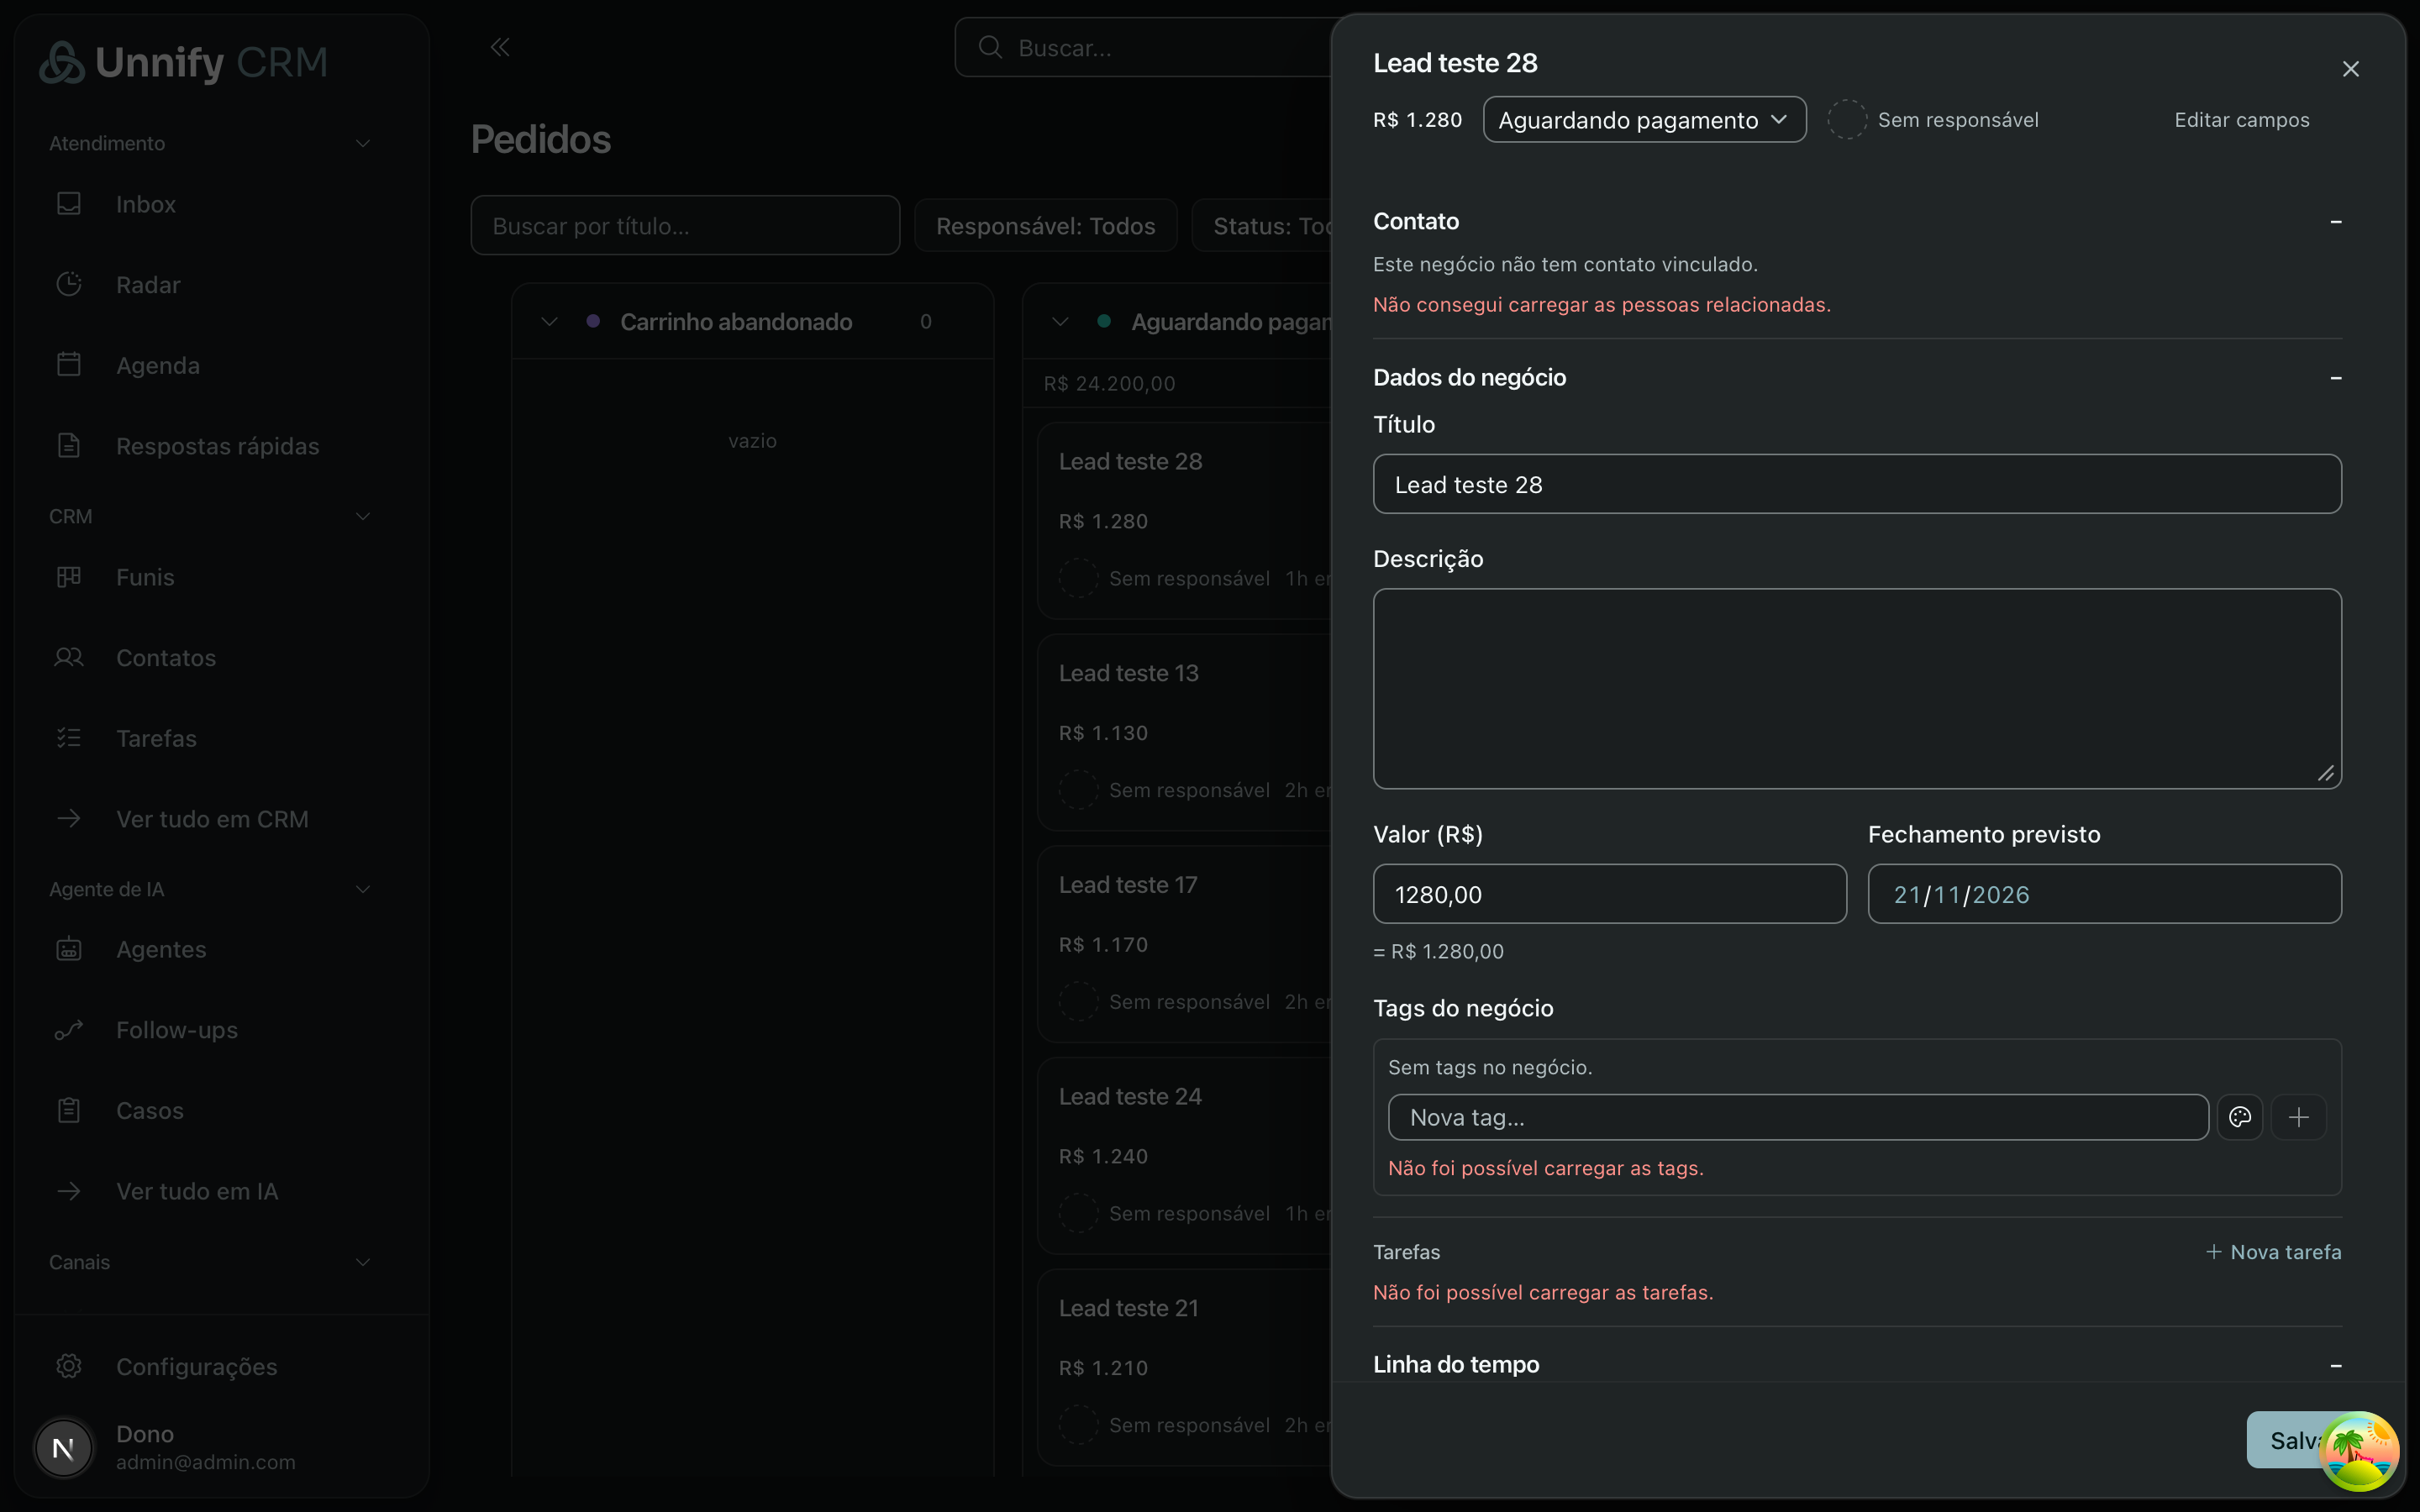 Unnify CRM
Atendimento
Inbox
Radar
Agenda
Respostas rápidas
CRM
Funis
Contatos
Tarefas
Ver tudo em CRM
Agente de IA
Agentes
Follow-ups
Casos
Ver tudo em IA
Canais
Configurações
N
Dono
admin@admin.com
Buscar...
Pedidos
Buscar por título...
Responsável: Todos
Status:
Carrinho abandonado 0
vazio
Aguardando
R$ 24.200,00
Lead teste 28
R$ 1.280
Sem responsável 1h
Lead teste 13
R$ 1.130
Sem responsável 2h
Lead teste 17
R$ 1.170
Sem responsável 2h
Lead teste 24
R$ 1.240
Sem responsável 1h
Lead teste 21
R$ 1.210
Sem responsável 2h
Lead teste 28
R$ 1.280 Aguardando pagamento Sem responsável Editar campos
Contato
Este negócio não tem contato vinculado.
Não consegui carregar as pessoas relacionadas.
Dados do negócio
Título
Lead teste 28
Descrição
Valor (R$) Fechamento previsto
1280,00 21/11/2026
= R$ 1.280,00
Tags do negócio
Sem tags no negócio.
Nova tag...
Não foi possível carregar as tags.
Tarefas + Nova tarefa
Não foi possível carregar as tarefas.
Linha do tempo